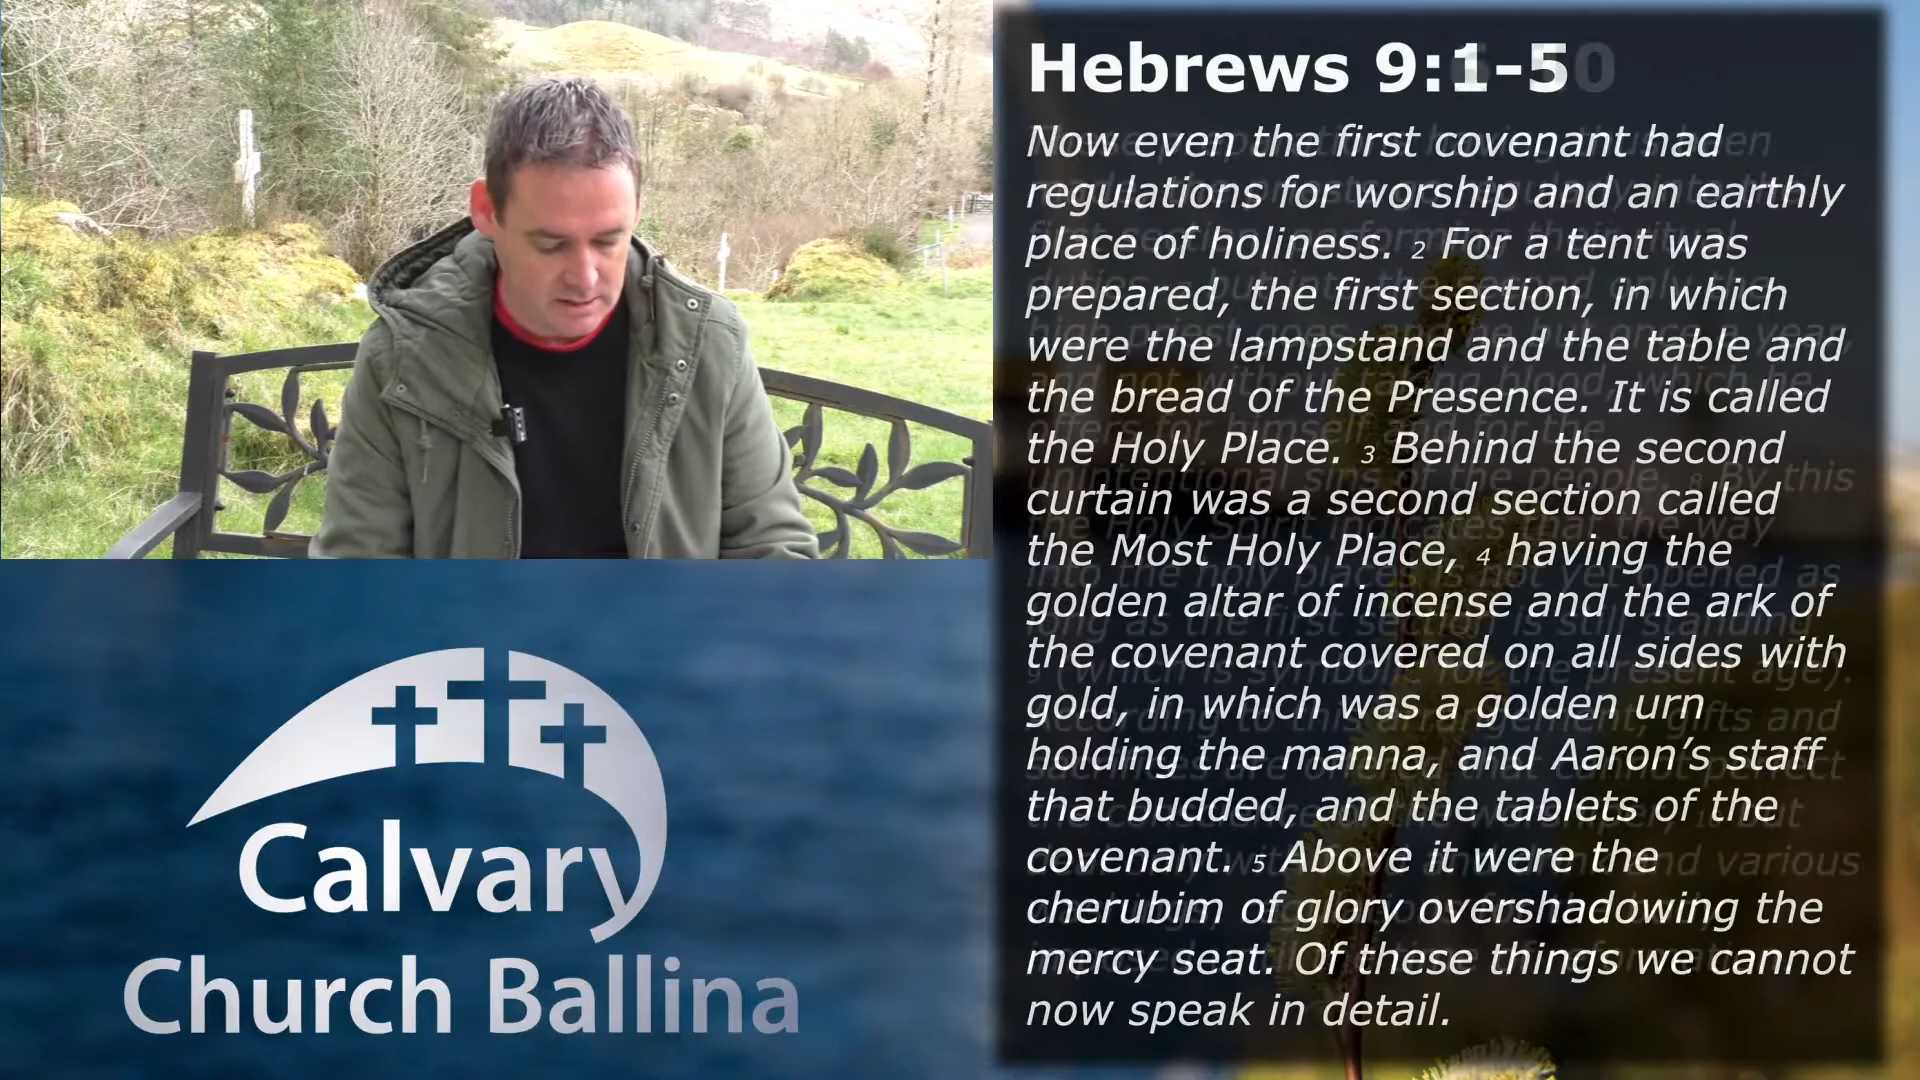 Hebrews 9:1-5
Now even the first covenant had
regulations for worship and an earthly
place of holiness. 2 For a tent was
prepared, the first section, in which
were the lampstand and the table and
the bread of the Presence. It is called
the Holy Place. 3 Behind the second
curtain was a second section called
the Most Holy Place, 4 having the
golden altar of incense and the ark of
the covenant covered on all sides with
gold, in which was a golden urn
holding the manna, and Aaron’s staff
that budded, and the tablets of the
covenant. 5 Above it were the
cherubim of glory overshadowing the
mercy seat. Of these things we cannot
now speak in detail.
Calvary
Church Ballina